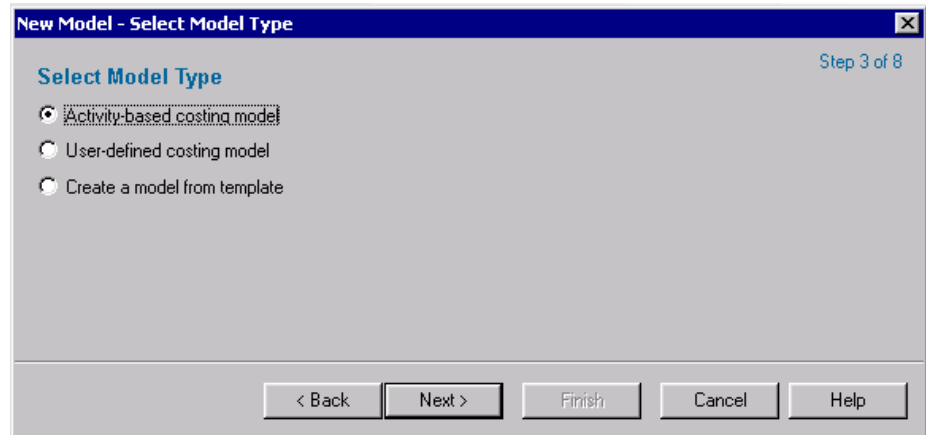 New Model - Select Model Type
Step 3 of 8
Select Model Type
Activity-based costing model
User-defined costing model
Create a model from template
< Back Next > Finish Cancel Help